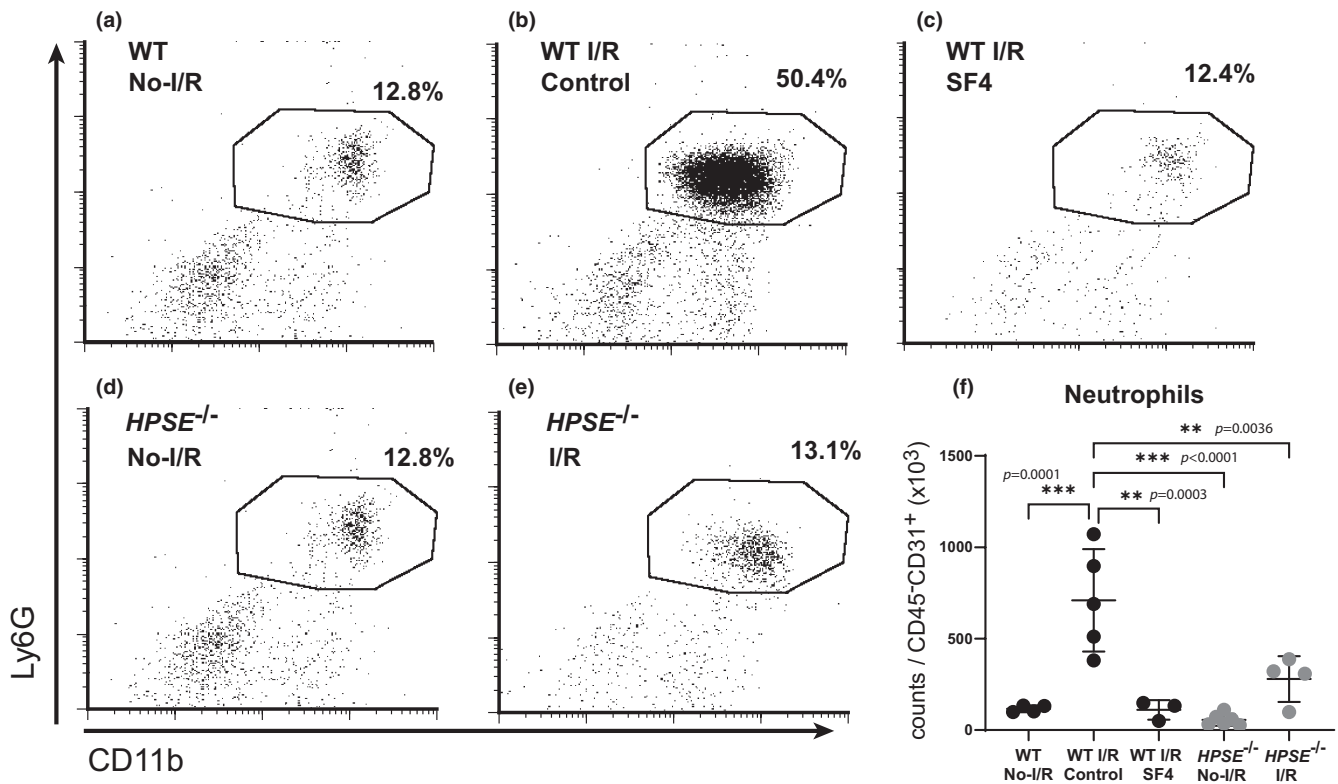 (a)
WT
No-I/R
12.8%
(b)
WT I/R
Control
50.4%
(c)
WT I/R
SF4
12.4%
(d)
HPSE-/-
No-I/R
12.8%
(e)
HPSE-/-
I/R
13.1%
Ly6G
CD11b
(f)
Neutrophils
** p=0.0036
*** p<0.0001
p=0.0001
***
** p=0.0003
counts / CD45-CD31+ (x103)
1500
1000
500
0
WT
No-I/R
WT I/R
Control
WT I/R
SF4
HPSE-/-
No-I/R
HPSE-/-
I/R